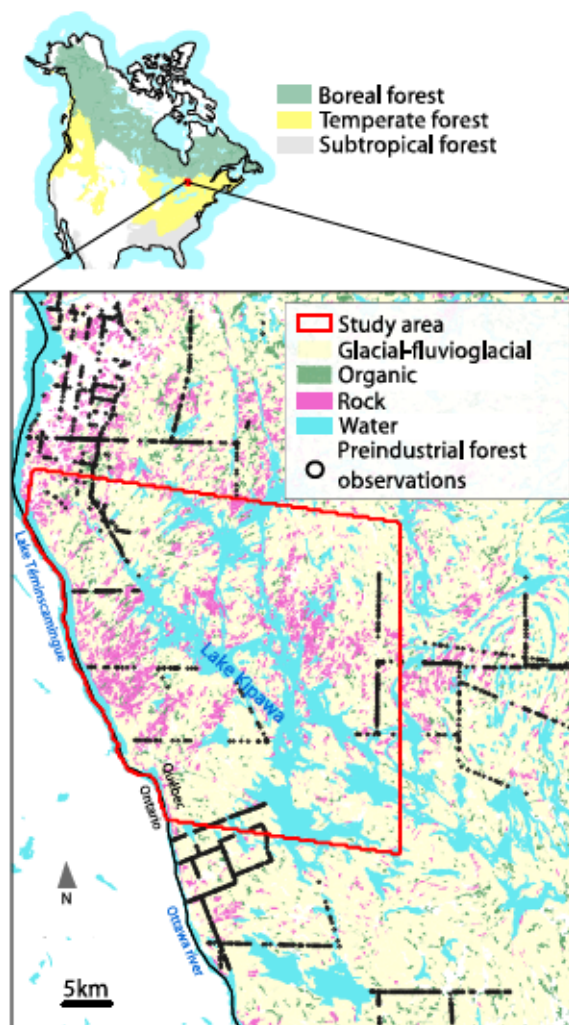 Boreal forest
Temperate forest
Subtropical forest
Study area
Glacial-fluvioglacial
Organic
Rock
Water
Preindustrial forest
observations
Lake Téminscamingue
Lake Kipawa
Québec
Ontario
Ottawa river
N
5km